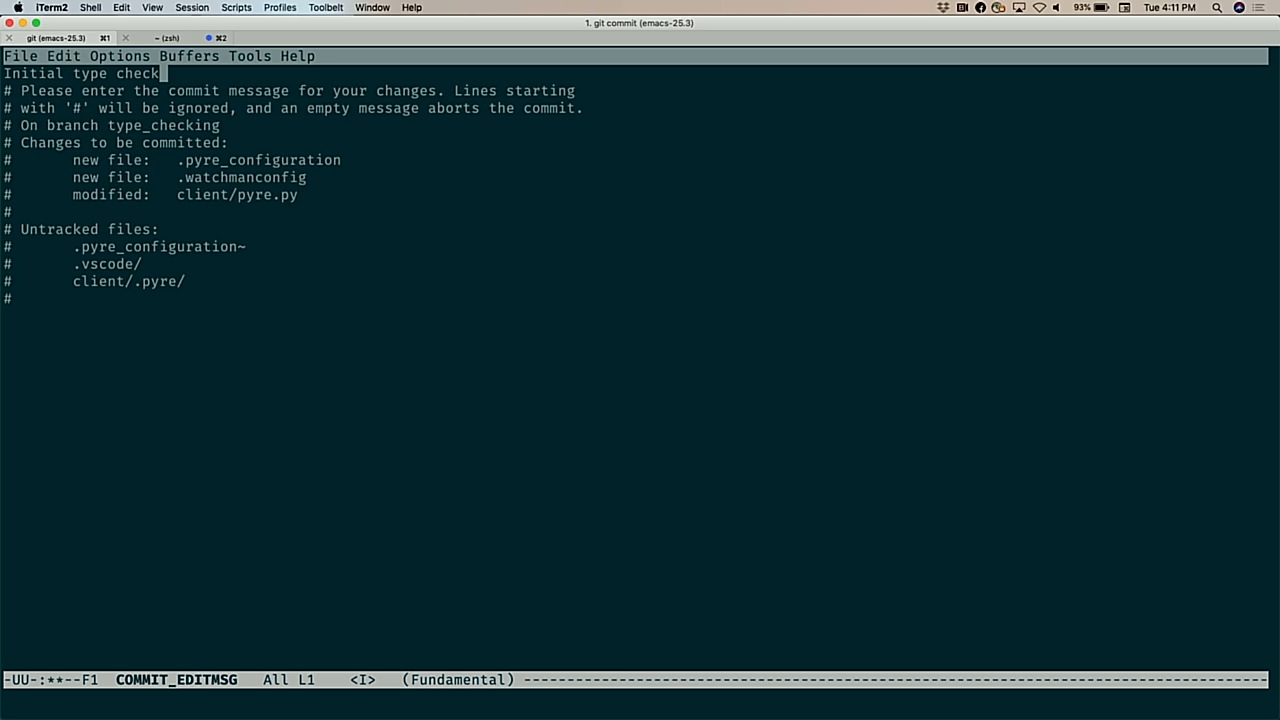 iTerm2 Shell Edit View Session Scripts Profiles Toolbelt Window Help 93% Tue 4:11 PM
1. git commit (emacs-25.3)
git (emacs-25.3) ⌘1 ~ (zsh) ⌘2
File Edit Options Buffers Tools Help
Initial type check
# Please enter the commit message for your changes. Lines starting
# with '#' will be ignored, and an empty message aborts the commit.
# On branch type_checking
# Changes to be committed:
#       new file:   .pyre_configuration
#       new file:   .watchmanconfig
#       modified:   client/pyre.py
#
# Untracked files:
#       .pyre_configuration~
#       .vscode/
#       client/.pyre/
#
-UU-:**--F1  COMMIT_EDITMSG   All L1    <I>   (Fundamental) --------------------------------------------------------------------------------------